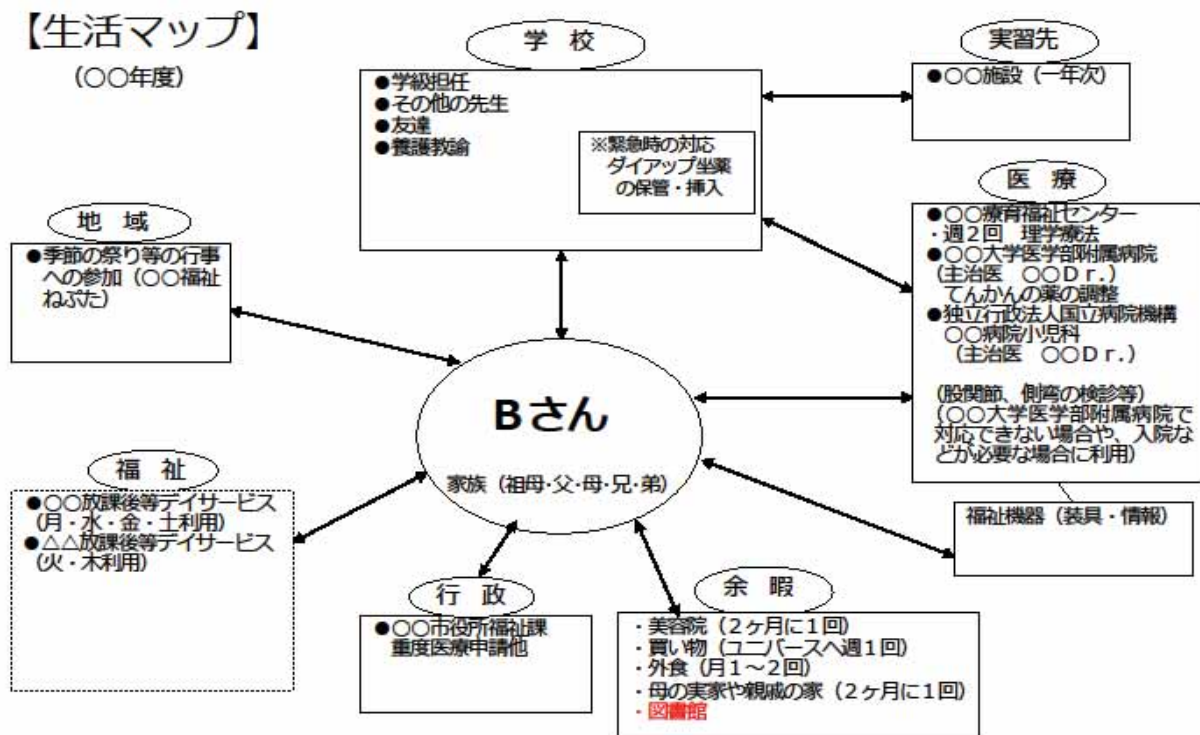 【生活マップ】
(○○年度)
学 校
●学級担任
●その他の先生
●友達
●養護教諭
※緊急時の対応
ダイアップ坐薬
の保管・挿入
実習先
●○○施設(一年次)
医 療
●○○療育福祉センター
・週2回 理学療法
●○○大学医学部附属病院
(主治医 ○○Dr.)
てんかんの薬の調整
●独立行政法人国立病院機構
○○病院小児科
(主治医 ○○Dr.)
(股関節、側弯の検診等)
(○○大学医学部附属病院で
対応できない場合や、入院な
どが必要な場合に利用)
福祉機器(装具・情報)
地 域
●季節の祭り等の行事
への参加(○○福祉
ねぷた)
Bさん
家族(祖母・父・母・兄・弟)
福 祉
●○○放課後等デイサービス
(月・水・金・土利用)
●△△放課後等デイサービス
(火・木利用)
行 政
●○○市役所福祉課
重度医療申請他
余 暇
・美容院(2ヶ月に1回)
・買い物(ユニバースへ週1回)
・外食(月1~2回)
・母の実家や親戚の家(2ヶ月に1回)
・図書館